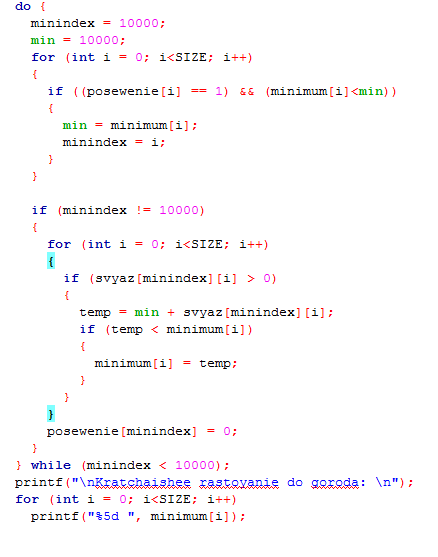 do {
minindex = 10000;
min = 10000;
for (int i = 0; i<SIZE; i++)
{
if ((posewenie[i] == 1) && (minimum[i]<min))
{
min = minimum[i];
minindex = i;
}
}
if (minindex != 10000)
{
for (int i = 0; i<SIZE; i++)
{
if (svyaz[minindex][i] > 0)
{
temp = min + svyaz[minindex][i];
if (temp < minimum[i])
{
minimum[i] = temp;
}
}
}
posewenie[minindex] = 0;
}
} while (minindex < 10000);
printf("\nKratchaishee rastoyanie do goroda: \n");
for (int i = 0; i<SIZE; i++)
printf("%5d ", minimum[i]);